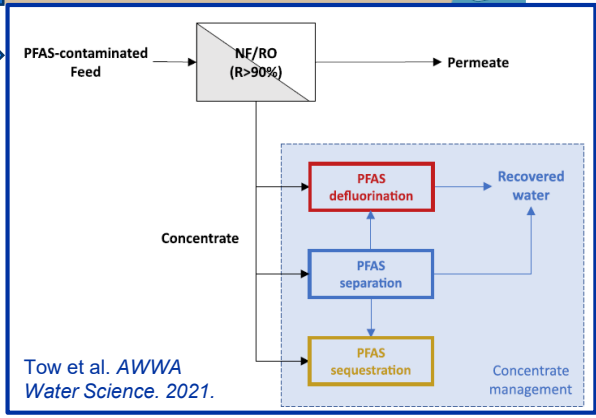 PFAS-contaminated
Feed
NF/RO
(R>90%)
Permeate
PFAS
defluorination
Recovered
water
Concentrate
PFAS
separation
PFAS
sequestration
Tow et al. AWWA
Water Science. 2021.
Concentrate
management